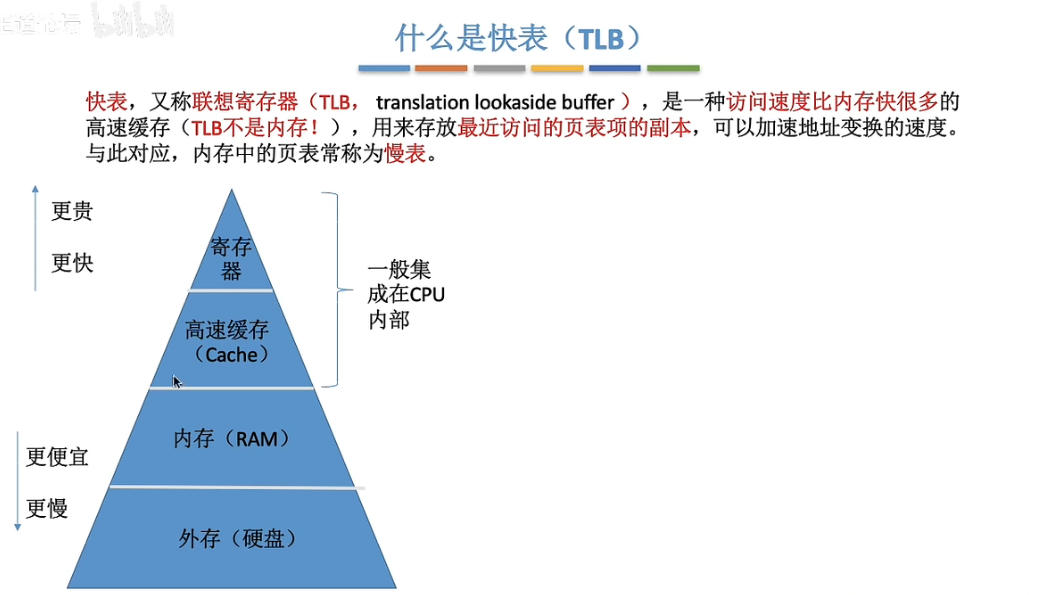 什么是快表（TLB）
快表，又称联想寄存器（TLB， translation lookaside buffer ），是一种访问速度比内存快很多的
高速缓存（TLB不是内存！），用来存放最近访问的页表项的副本，可以加速地址变换的速度。
与此对应，内存中的页表常称为慢表。
更贵
更快
寄存
器
高速缓存
（Cache）
一般集
成在CPU
内部
内存（RAM）
更便宜
更慢
外存（硬盘）